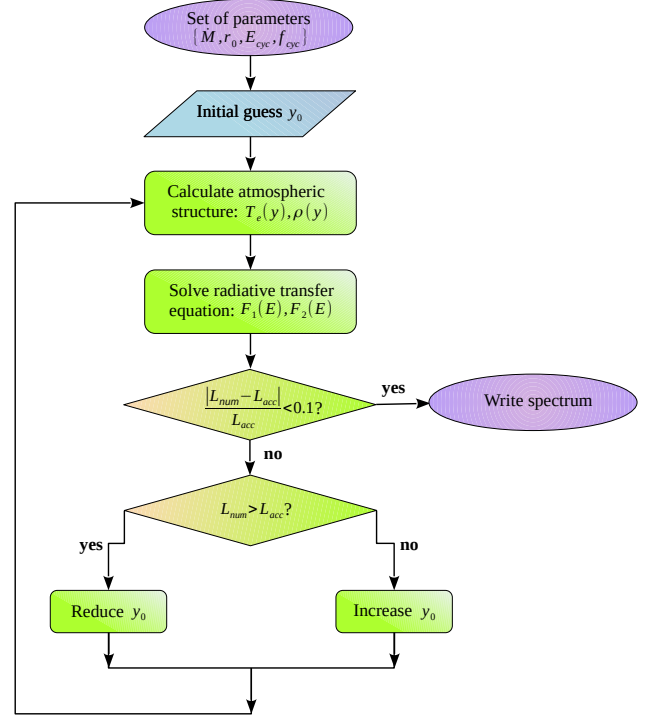 Set of parameters
{Ṁ, r₀, E_cyc, f_cyc}
Initial guess y₀
Calculate atmospheric
structure: T_e(y), ρ(y)
Solve radiative transfer
equation: F₁(E), F₂(E)
|L_num − L_acc|
L_acc
<0.1?
yes
Write spectrum
no
L_num > L_acc?
yes
no
Reduce y₀
Increase y₀